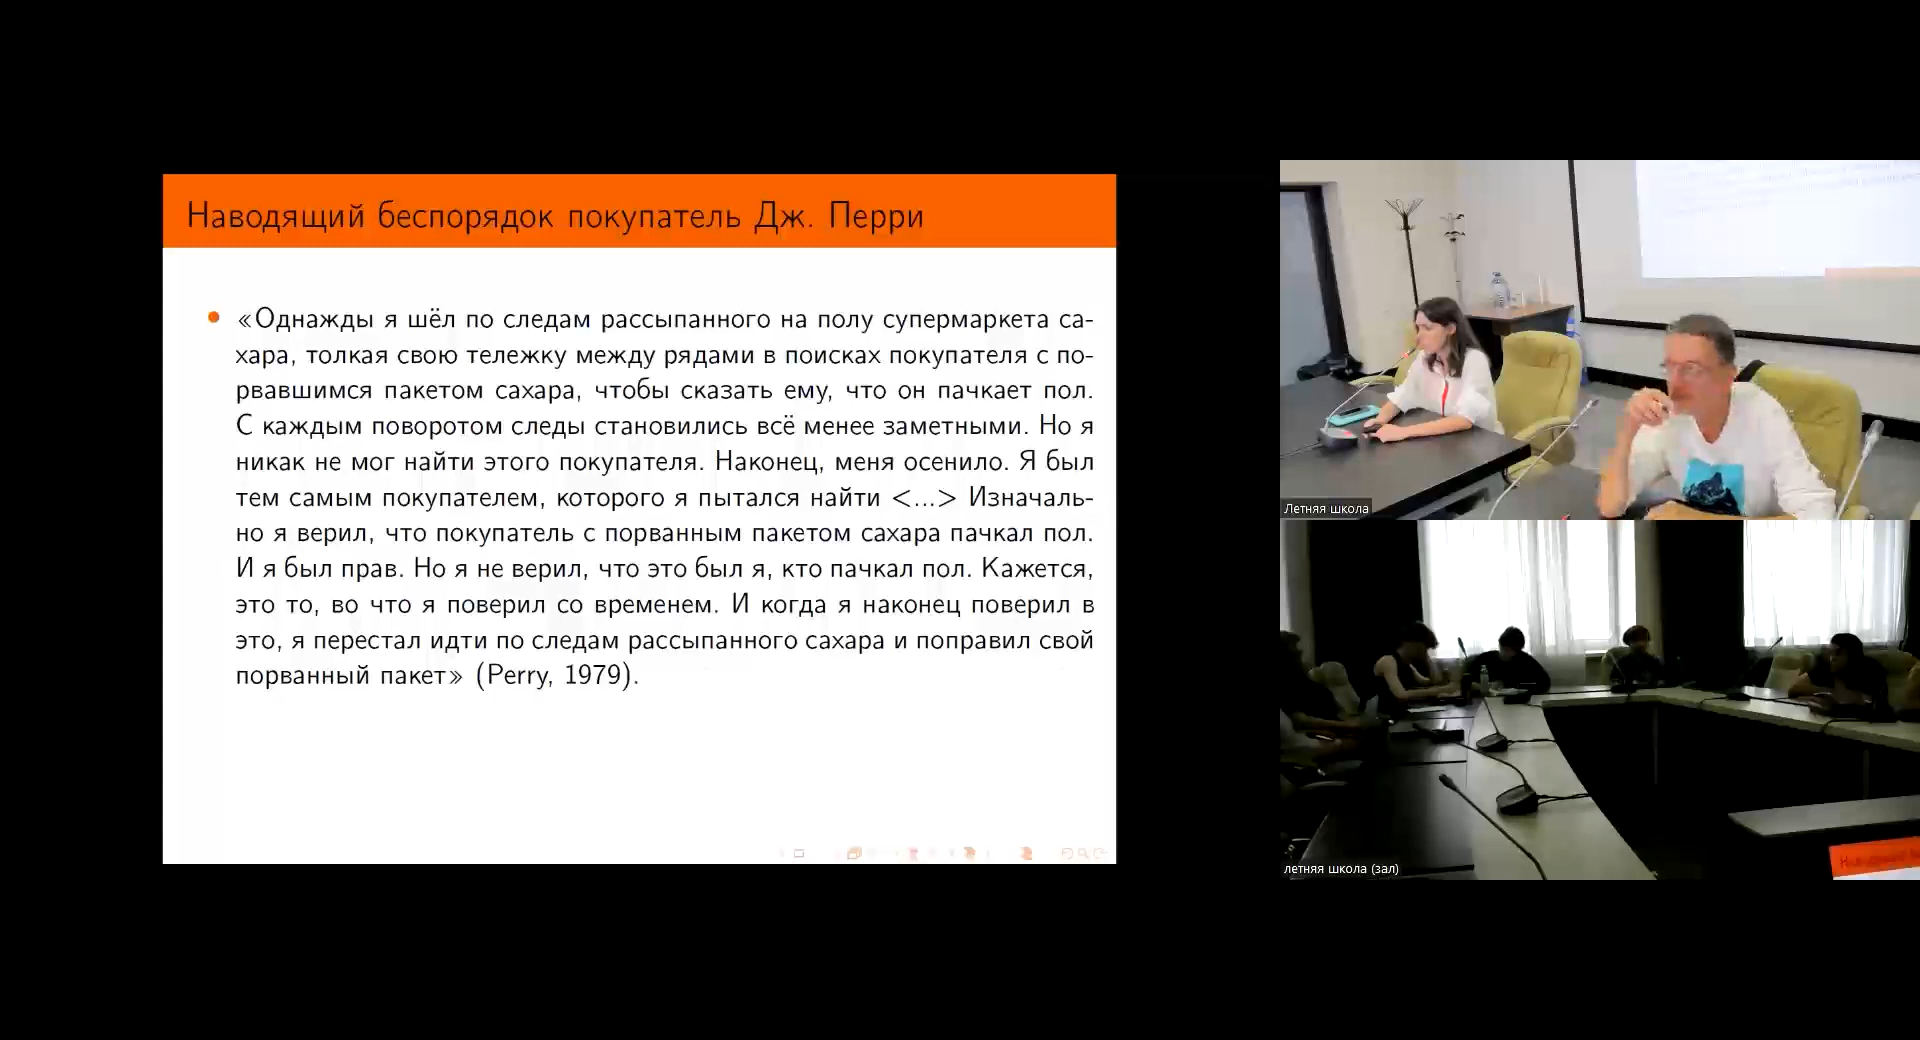 Наводящий беспорядок покупатель Дж. Перри
«Однажды я шёл по следам рассыпанного на полу супермаркета са-
хара, толкая свою тележку между рядами в поисках покупателя с по-
рвавшимся пакетом сахара, чтобы сказать ему, что он пачкает пол.
С каждым поворотом следы становились всё менее заметными. Но я
никак не мог найти этого покупателя. Наконец, меня осенило. Я был
тем самым покупателем, которого я пытался найти <...> Изначаль-
но я верил, что покупатель с порванным пакетом сахара пачкал пол.
И я был прав. Но я не верил, что это был я, кто пачкал пол. Кажется,
это то, во что я поверил со временем. И когда я наконец поверил в
это, я перестал идти по следам рассыпанного сахара и поправил свой
порванный пакет» (Perry, 1979).
Летняя школа
летняя школа (зал)